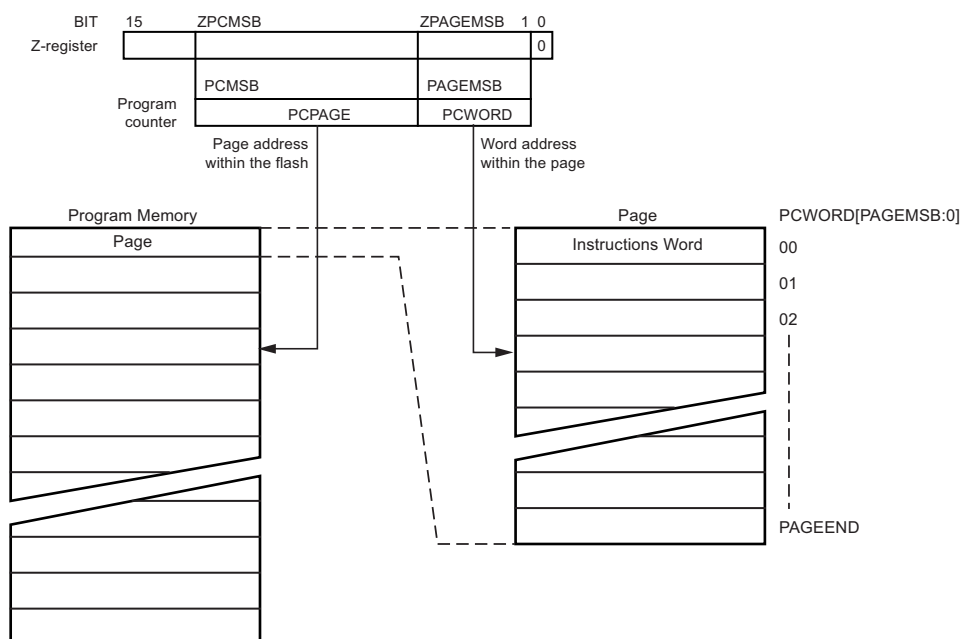 BIT 15 ZPCMSB ZPAGEMSB 1 0
Z-register 0
PCMSB PAGEMSB
Program
counter
PCPAGE PCWORD
Page address
within the flash
Word address
within the page
Program Memory
Page
Page PCWORD[PAGEMSB:0]
Instructions Word 00
01
02
PAGEEND